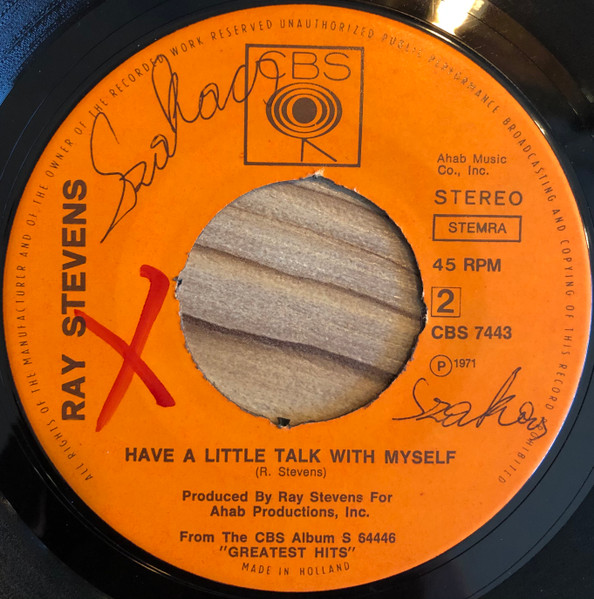 ALL RIGHTS OF THE MANUFACTURER AND OF THE OWNER OF THE RECORDED WORK RESERVED UNAUTHORIZED PUBLIC PERFORMANCE BROADCASTING AND COPYING OF THIS RECORD PROHIBITED
CBS
RAY STEVENS
Ahab Music
Co., Inc.
STEREO
STEMRA
45 RPM
2
CBS 7443
Ⓟ 1971
HAVE A LITTLE TALK WITH MYSELF
(R. Stevens)
Produced By Ray Stevens For
Ahab Productions, Inc.
From The CBS Album S 64446
"GREATEST HITS"
MADE IN HOLLAND